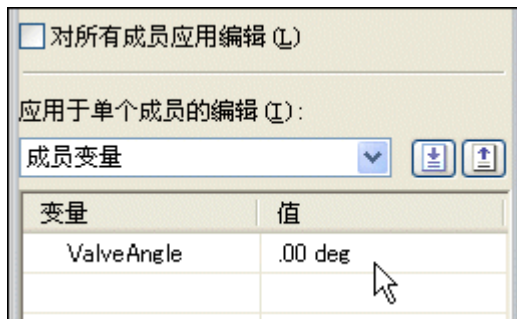 对所有成员应用编辑(L)
应用于单个成员的编辑(I):
成员变量
变量 值
ValveAngle .00 deg